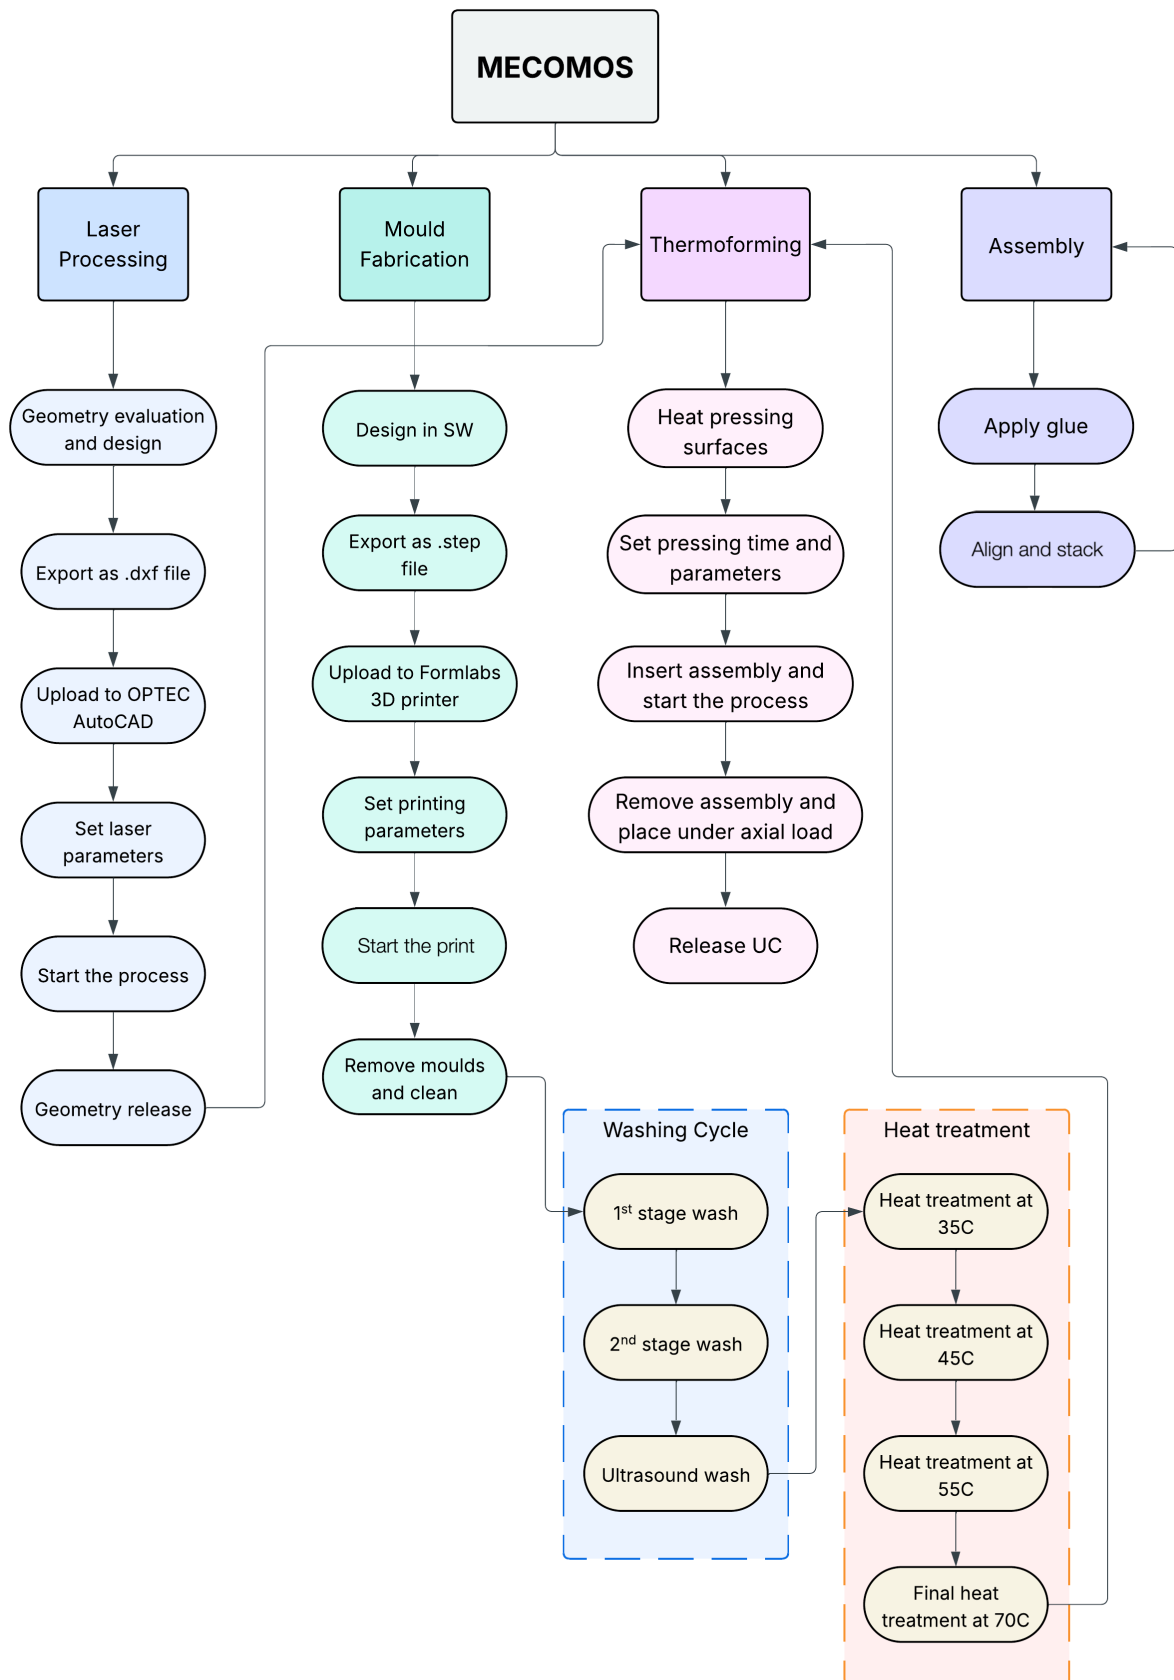 MECOMOS
Laser
Processing
Mould
Fabrication
Thermoforming
Assembly
Geometry evaluation
and design
Export as .dxf file
Upload to OPTEC
AutoCAD
Set laser
parameters
Start the process
Geometry release
Design in SW
Export as .step
file
Upload to Formlabs
3D printer
Set printing
parameters
Start the print
Remove moulds
and clean
Heat pressing
surfaces
Set pressing time and
parameters
Insert assembly and
start the process
Remove assembly and
place under axial load
Release UC
Apply glue
Align and stack
Washing Cycle
1st stage wash
2nd stage wash
Ultrasound wash
Heat treatment
Heat treatment at
35C
Heat treatment at
45C
Heat treatment at
55C
Final heat
treatment at 70C